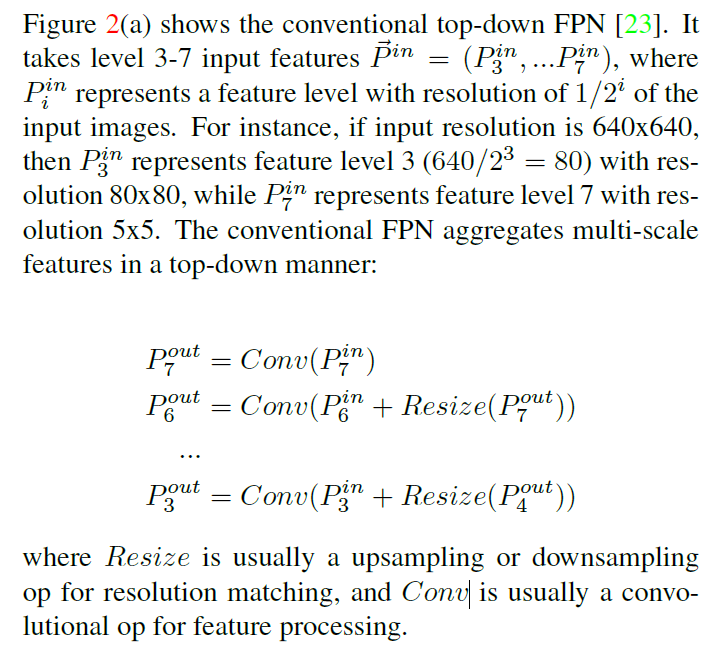 Figure 2(a) shows the conventional top-down FPN [23]. It
takes level 3-7 input features $\vec{P}^{in} = (P_3^{in}, ...P_7^{in})$, where
$P_i^{in}$ represents a feature level with resolution of $1/2^i$ of the
input images. For instance, if input resolution is 640x640,
then $P_3^{in}$ represents feature level 3 ($640/2^3 = 80$) with res-
olution 80x80, while $P_7^{in}$ represents feature level 7 with res-
olution 5x5. The conventional FPN aggregates multi-scale
features in a top-down manner:
$P_7^{out} = Conv(P_7^{in})$
$P_6^{out} = Conv(P_6^{in} + Resize(P_7^{out}))$
...
$P_3^{out} = Conv(P_3^{in} + Resize(P_4^{out}))$
where $Resize$ is usually a upsampling or downsampling
op for resolution matching, and $Conv$ is usually a convo-
lutional op for feature processing.